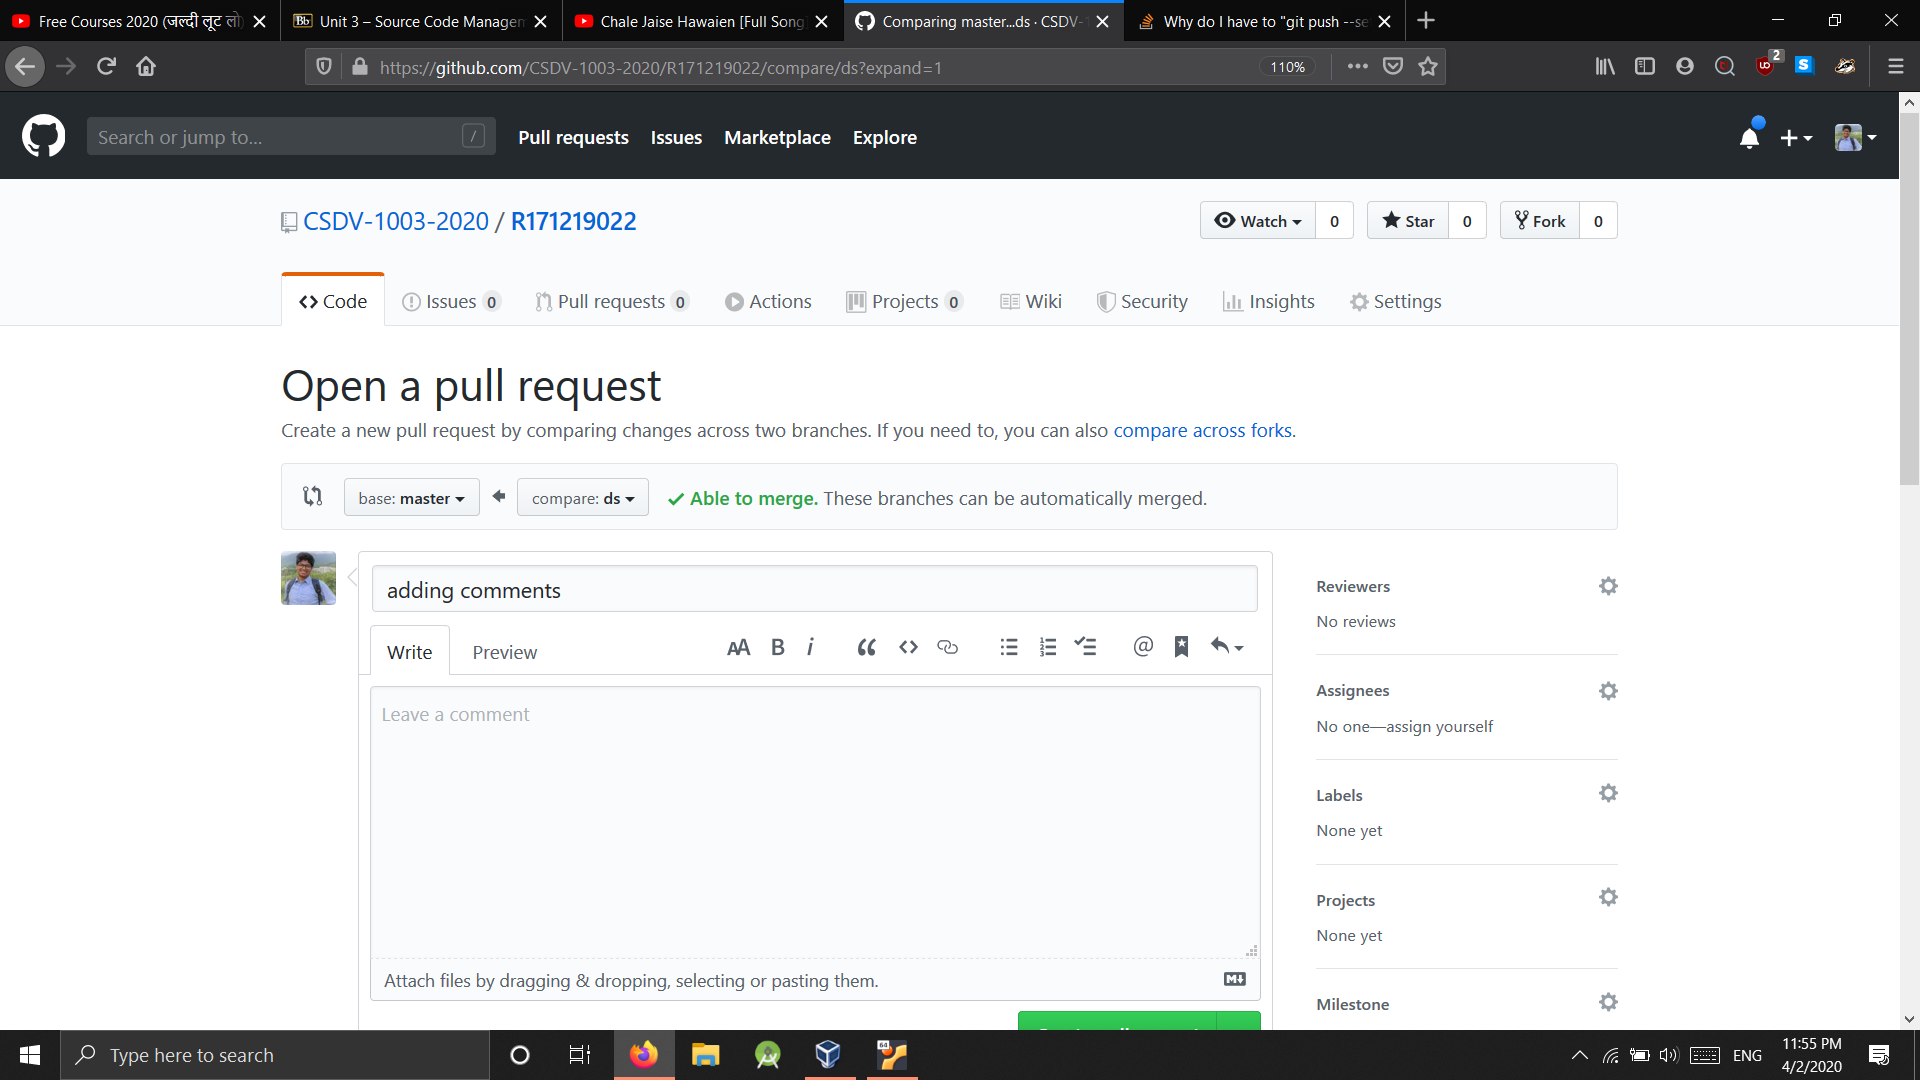 Free Courses 2020 (जल्दी लूट लो)
Unit 3 – Source Code Managem
Chale Jaise Hawaien [Full Song]
Comparing master...ds · CSDV-1
Why do I have to "git push --se
https://github.com/CSDV-1003-2020/R171219022/compare/ds?expand=1
110%
2
Search or jump to...
/
Pull requests
Issues
Marketplace
Explore
CSDV-1003-2020 / R171219022
Watch 0
Star 0
Fork 0
Code
Issues 0
Pull requests 0
Actions
Projects 0
Wiki
Security
Insights
Settings
Open a pull request
Create a new pull request by comparing changes across two branches. If you need to, you can also compare across forks.
base: master
compare: ds
Able to merge. These branches can be automatically merged.
adding comments
Write
Preview
Leave a comment
Attach files by dragging & dropping, selecting or pasting them.
Reviewers
No reviews
Assignees
No one—assign yourself
Labels
None yet
Projects
None yet
Milestone
Type here to search
64
ENG
11:55 PM
4/2/2020